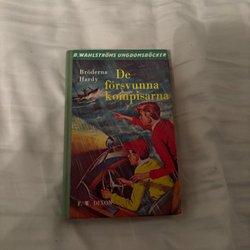 B. WAHLSTRÖMS UNGDOMSBÖCKER
Bröderna
Hardy
De
försvunna
kompisarna
F. W. DIXON